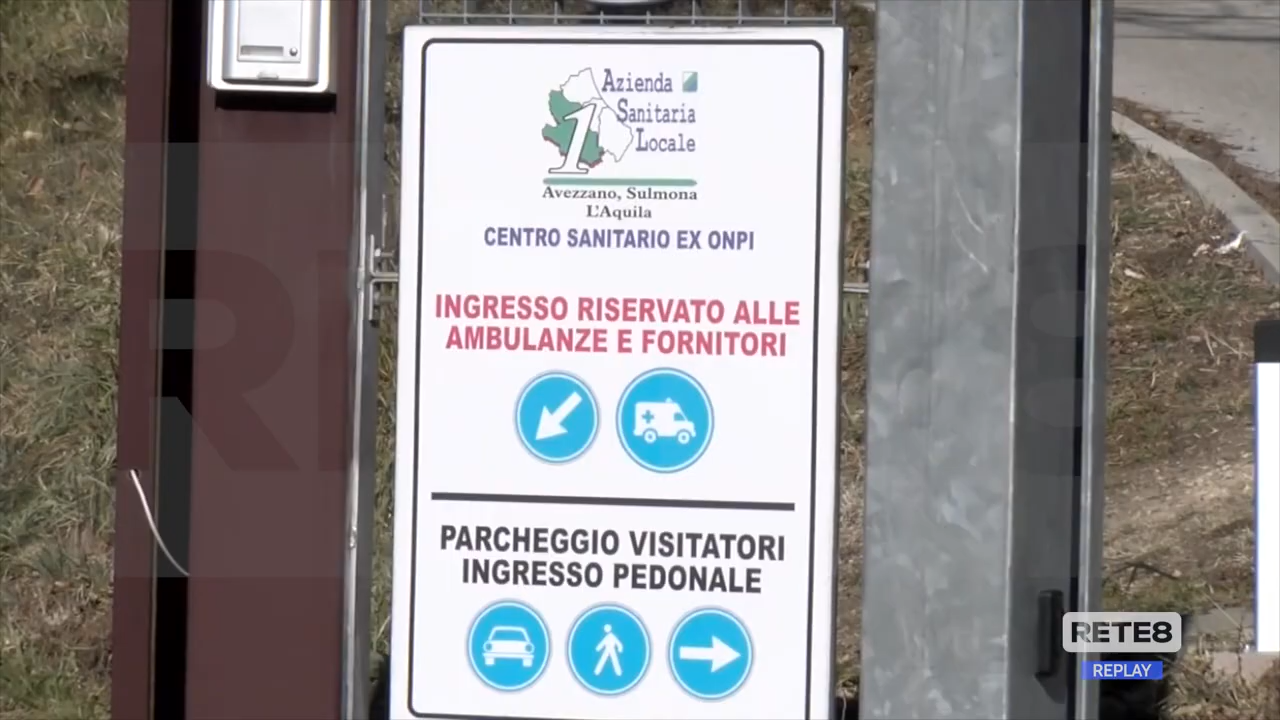 Azienda
Sanitaria
Locale
1
Avezzano, Sulmona
L'Aquila
CENTRO SANITARIO EX ONPI
INGRESSO RISERVATO ALLE
AMBULANZE E FORNITORI
PARCHEGGIO VISITATORI
INGRESSO PEDONALE
RETE8
REPLAY